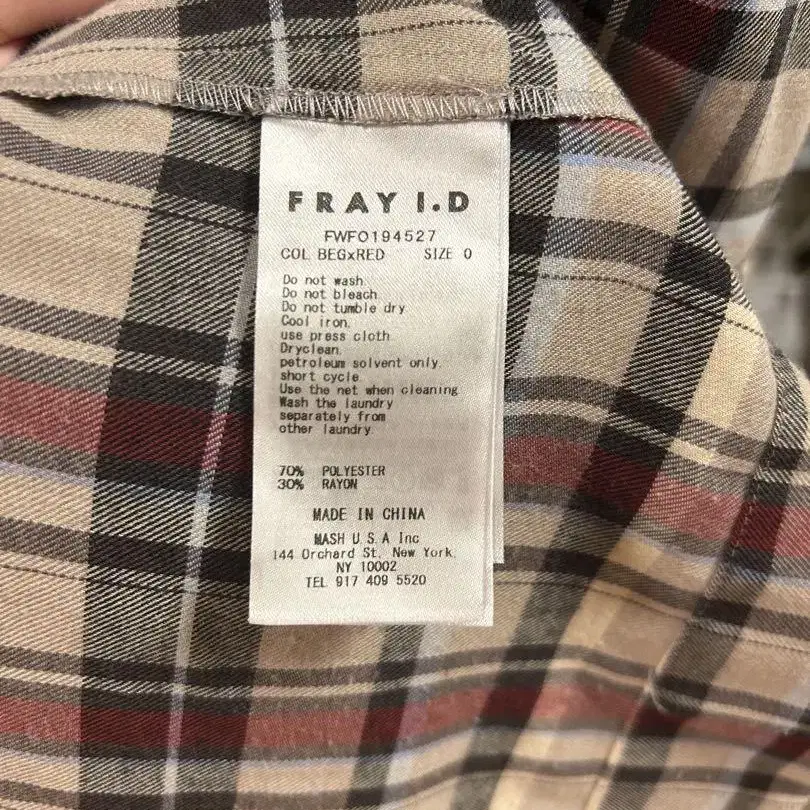 FRAY I.D
FWFO194527
COL BEGxRED SIZE 0
Do not wash
Do not bleach
Do not tumble dry
Cool iron.
use press cloth
Dryclean.
petroleum solvent only.
short cycle
Use the net when cleaning
Wash the laundry
separately from
other laundry.
70% POLYESTER
30% RAYON
MADE IN CHINA
MASH U.S.A Inc
144 Orchard St. New York.
NY 10002
TEL 917 409 5520